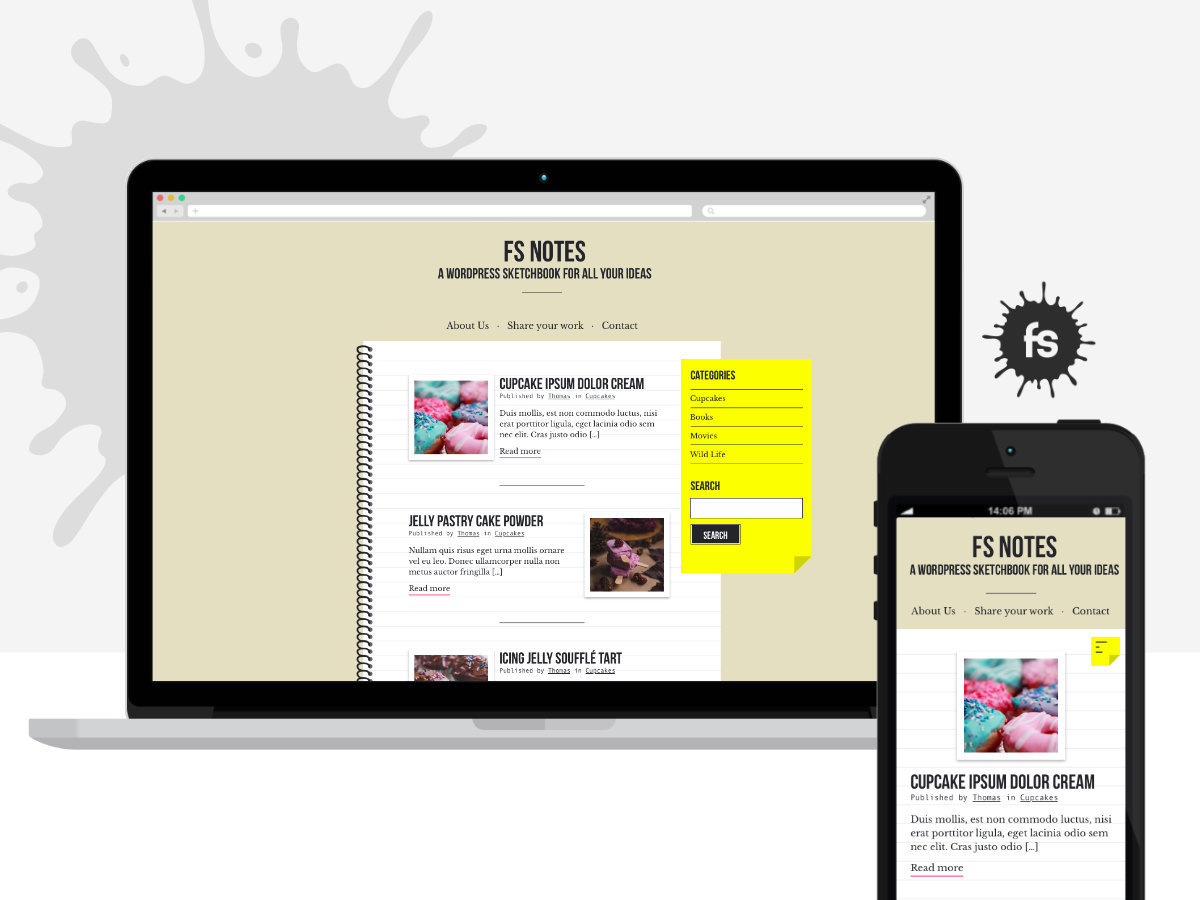 FS NOTES
A WORDPRESS SKETCHBOOK FOR ALL YOUR IDEAS
About Us · Share your work · Contact
CUPCAKE IPSUM DOLOR CREAM
Published by Thomas in Cupcakes
Duis mollis, est non commodo luctus, nisi
erat porttitor ligula, eget lacinia odio sem
nec elit. Cras justo odio [...]
Read more
JELLY PASTRY CAKE POWDER
Published by Thomas in Cupcakes
Nullam quis risus eget urna mollis ornare
vel eu leo. Donec ullamcorper nulla non
metus auctor fringilla [...]
Read more
ICING JELLY SOUFFLÉ TART
Published by Thomas in Cupcakes
CATEGORIES
Cupcakes
Books
Movies
Wild Life
SEARCH
SEARCH
fs
14:06 PM
FS NOTES
A WORDPRESS SKETCHBOOK FOR ALL YOUR IDEAS
About Us · Share your work · Contact
CUPCAKE IPSUM DOLOR CREAM
Published by Thomas in Cupcakes
Duis mollis, est non commodo luctus, nisi
erat porttitor ligula, eget lacinia odio sem
nec elit. Cras justo odio [...]
Read more